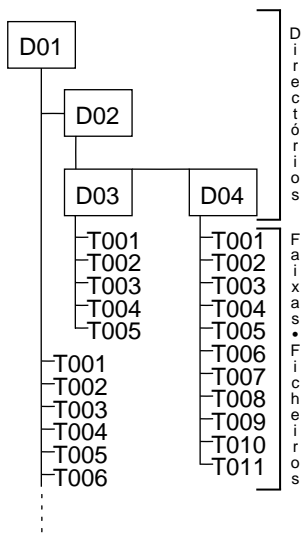 D01
D02
D03
D04
T001
T002
T003
T004
T005
T001
T002
T003
T004
T005
T006
T007
T008
T009
T010
T011
T001
T002
T003
T004
T005
T006
Directórios
Faixas•Ficheiros